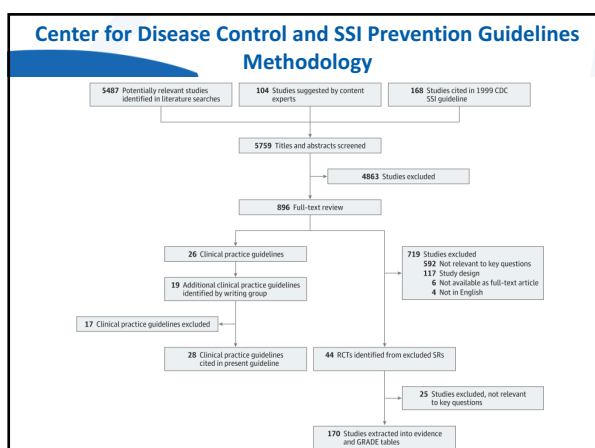 Center for Disease Control and SSI Prevention Guidelines
Methodology
5487 Potentially relevant studies
identified in literature searches
104 Studies suggested by content
experts
168 Studies cited in 1999 CDC
SSI guideline
5759 Titles and abstracts screened
4863 Studies excluded
896 Full-text review
26 Clinical practice guidelines
719 Studies excluded
592 Not relevant to key questions
117 Study design
6 Not available as full-text article
4 Not in English
19 Additional clinical practice guidelines
identified by writing group
17 Clinical practice guidelines excluded
28 Clinical practice guidelines
cited in present guideline
44 RCTs identified from excluded SRs
25 Studies excluded, not relevant
to key questions
170 Studies extracted into evidence
and GRADE tables